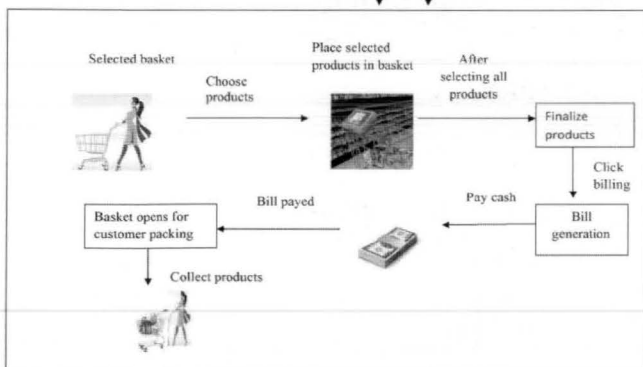 Selected basket
Choose
products
Place selected
products in basket
After
selecting all
products
Finalize
products
Click
billing
Bill
generation
Pay cash
Bill payed
Basket opens for
customer packing
Collect products